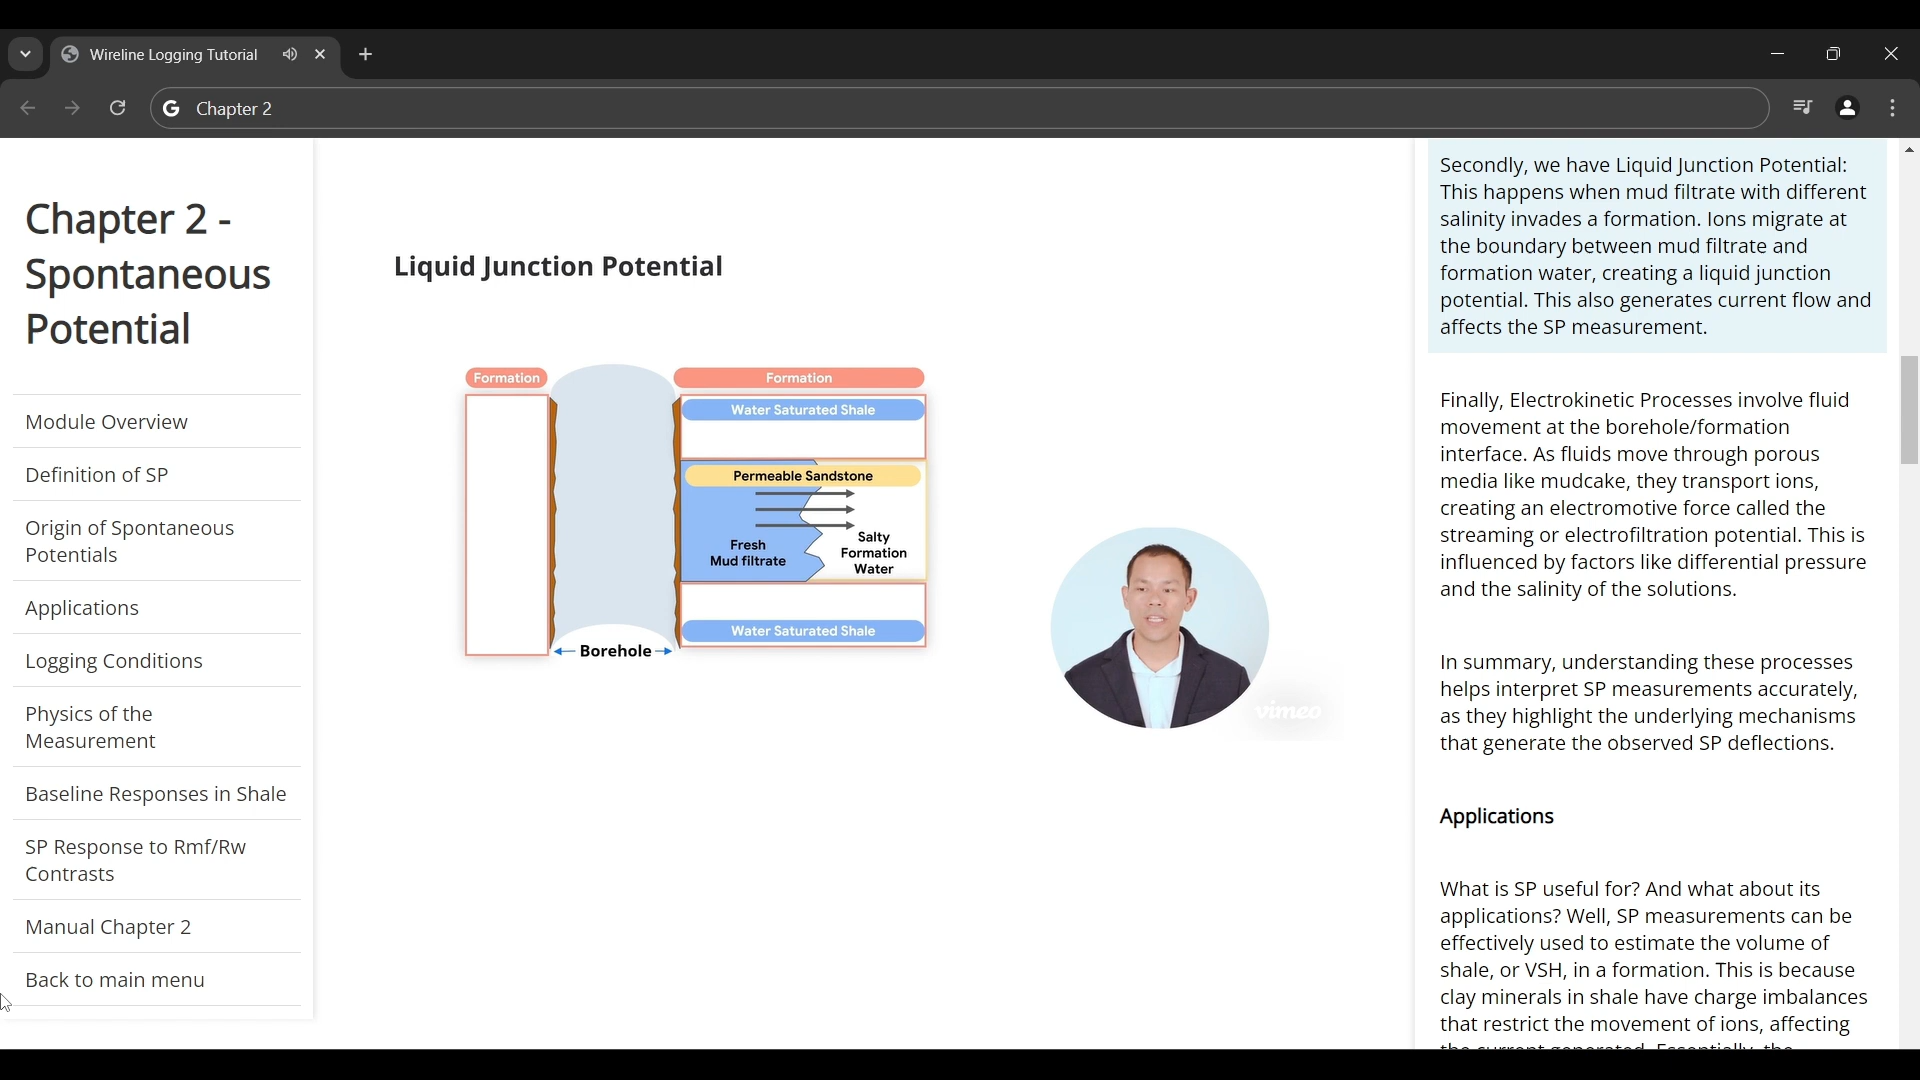 Wireline Logging Tutorial
Chapter 2
Chapter 2 -
Spontaneous
Potential
Module Overview
Definition of SP
Origin of Spontaneous
Potentials
Applications
Logging Conditions
Physics of the
Measurement
Baseline Responses in Shale
SP Response to Rmf/Rw
Contrasts
Manual Chapter 2
Back to main menu
Liquid Junction Potential
Formation
Formation
Water Saturated Shale
Permeable Sandstone
Fresh
Mud filtrate
Salty
Formation
Water
Water Saturated Shale
Borehole
vimeo
Secondly, we have Liquid Junction Potential:
This happens when mud filtrate with different
salinity invades a formation. Ions migrate at
the boundary between mud filtrate and
formation water, creating a liquid junction
potential. This also generates current flow and
affects the SP measurement.
Finally, Electrokinetic Processes involve fluid
movement at the borehole/formation
interface. As fluids move through porous
media like mudcake, they transport ions,
creating an electromotive force called the
streaming or electrofiltration potential. This is
influenced by factors like differential pressure
and the salinity of the solutions.
In summary, understanding these processes
helps interpret SP measurements accurately,
as they highlight the underlying mechanisms
that generate the observed SP deflections.
Applications
What is SP useful for? And what about its
applications? Well, SP measurements can be
effectively used to estimate the volume of
shale, or VSH, in a formation. This is because
clay minerals in shale have charge imbalances
that restrict the movement of ions, affecting
the current generated. Essentially, the